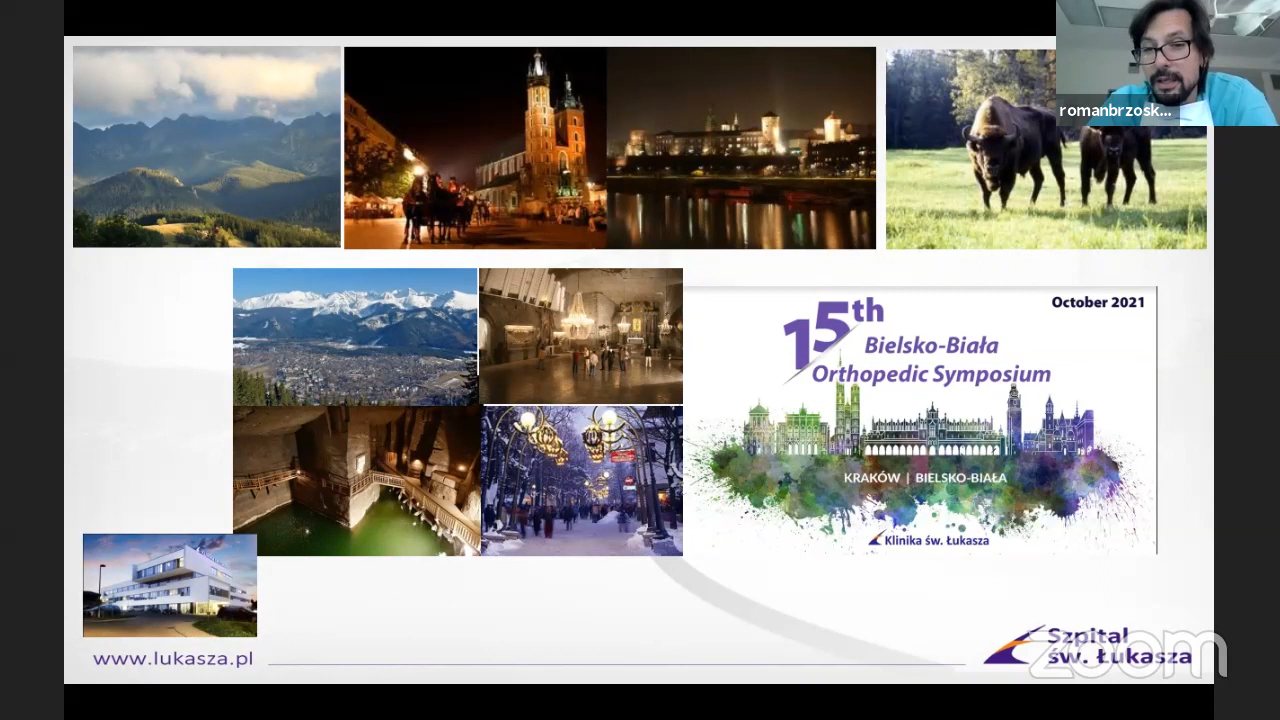 romanbrzosk...
15th
October 2021
Bielsko-Biała
Orthopedic Symposium
KRAKÓW | BIELSKO-BIAŁA
Klinika św. Łukasza
www.lukasza.pl
Szpital
św. Łukasza
zoom